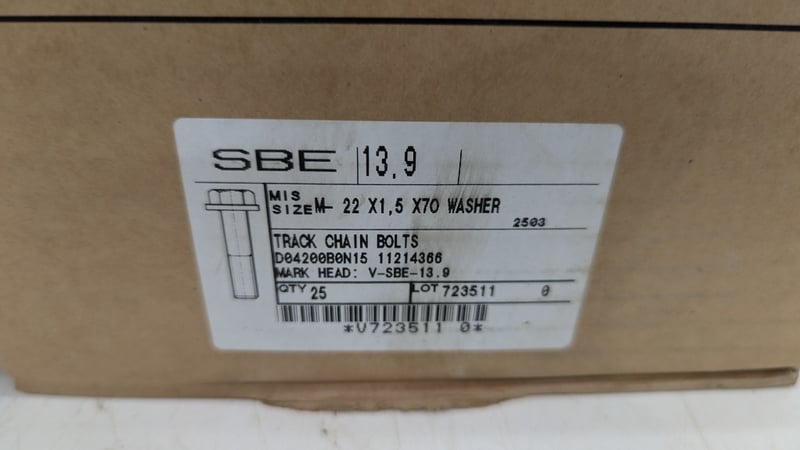 SBE 13.9
MIS
SIZE M- 22 X1,5 X70 WASHER
2503
TRACK CHAIN BOLTS
D04200B0N15 11214366
MARK HEAD: V-SBE-13.9
QTY 25 LOT 723511 0
*V723511 0*